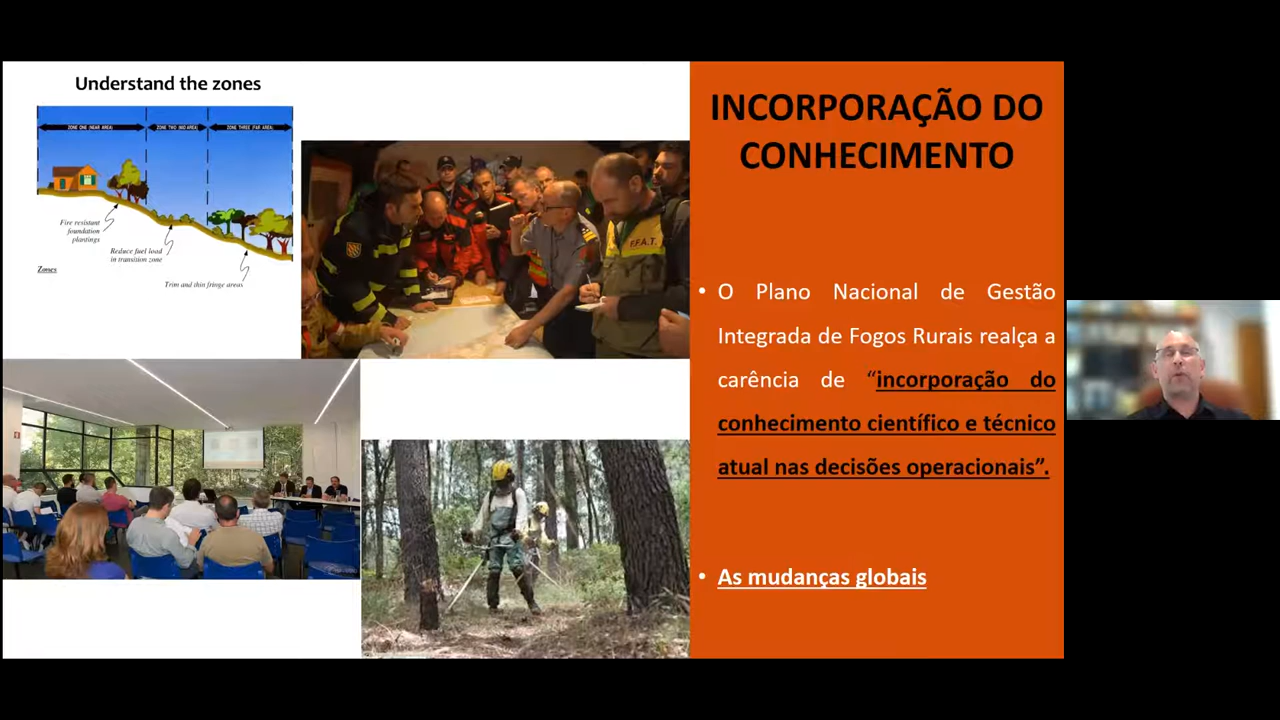 Understand the zones
ZONE ONE (NEAR AREA)
ZONE TWO (MID AREA)
ZONE THREE (FAR AREA)
Fire resistant
foundation
plantings
Reduce fuel load
in transition zone
Trim and thin fringe areas
Zones
F.F.A.T.
INCORPORAÇÃO DO
CONHECIMENTO
• O Plano Nacional de Gestão
Integrada de Fogos Rurais realça a
carência de “incorporação do
conhecimento científico e técnico
atual nas decisões operacionais”.
• As mudanças globais